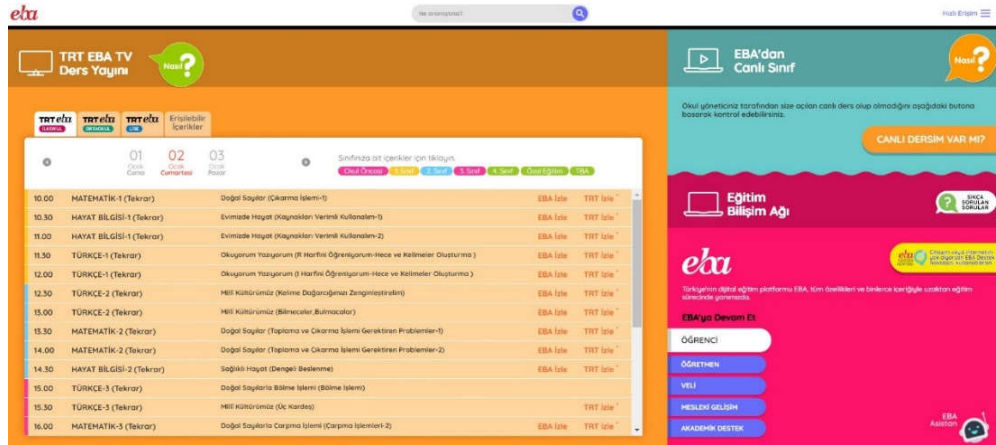 eba
Ne aramıştınız?
Hızlı Erişim
TRT EBA TV
Ders Yayını
Nasıl?
TRT eba
İLKOKUL
TRT eba
ORTAOKUL
TRT eba
LİSE
Erişilebilir
İçerikler
01
Ocak
Cuma
02
Ocak
Cumartesi
03
Ocak
Pazar
Sınıfınıza ait içerikler için tıklayın.
Okul Öncesi 1. Sınıf 2. Sınıf 3. Sınıf 4. Sınıf Özel Eğitim TBA
10.00 MATEMATİK-1 (Tekrar) Doğal Sayılar (Çıkarma İşlemi-1) EBA İzle TRT İzle
10.30 HAYAT BİLGİSİ-1 (Tekrar) Evimizde Hayat (Kaynakları Verimli Kullanalım-1) EBA İzle TRT İzle
11.00 HAYAT BİLGİSİ-1 (Tekrar) Evimizde Hayat (Kaynakları Verimli Kullanalım-2) EBA İzle TRT İzle
11.30 TÜRKÇE-1 (Tekrar) Okuyorum Yazıyorum (R Harfini Öğreniyorum-Hece ve Kelimeler Oluşturma ) EBA İzle TRT İzle
12.00 TÜRKÇE-1 (Tekrar) Okuyorum Yazıyorum (I Harfini Öğreniyorum-Hece ve Kelimeler Oluşturma ) EBA İzle TRT İzle
12.30 TÜRKÇE-2 (Tekrar) Milli Kültürümüz (Kelime Dağarcığımızı Zenginleştirelim) EBA İzle TRT İzle
13.00 TÜRKÇE-2 (Tekrar) Milli Kültürümüz (Bilmeceler,Bulmacalar) EBA İzle TRT İzle
13.30 MATEMATİK-2 (Tekrar) Doğal Sayılar (Toplama ve Çıkarma İşlemi Gerektiren Problemler-1) EBA İzle TRT İzle
14.00 MATEMATİK-2 (Tekrar) Doğal Sayılar (Toplama ve Çıkarma İşlemi Gerektiren Problemler-2) EBA İzle TRT İzle
14.30 HAYAT BİLGİSİ-2 (Tekrar) Sağlıklı Hayat (Dengeli Beslenme) EBA İzle TRT İzle
15.00 TÜRKÇE-3 (Tekrar) Doğal Sayılarla Bölme İşlemi (Bölme İşlemi)
15.30 TÜRKÇE-3 (Tekrar) Milli Kültürümüz (Üç Kardeş) TRT İzle
16.00 MATEMATİK-3 (Tekrar) Doğal Sayılarla Çarpma İşlemi (Çarpma İşlemleri-2) EBA İzle TRT İzle
EBA'dan
Canlı Sınıf
Nasıl?
Okul yöneticiniz tarafından size açılan canlı ders olup olmadığını aşağıdaki butona
basarak kontrol edebilirsiniz.
CANLI DERSİM VAR MI?
Eğitim
Bilişim Ağı
SIKÇA
SORULAN
SORULAR
eba
Türkiye'nin dijital eğitim platformu EBA, tüm özellikleri ve binlerce içeriğiyle uzaktan eğitim
sürecinde yanınızda.
EBA'ya Devam Et
ÖĞRENCİ
ÖĞRETMEN
VELİ
MESLEKİ GELİŞİM
AKADEMİK DESTEK
EBA
Asistan